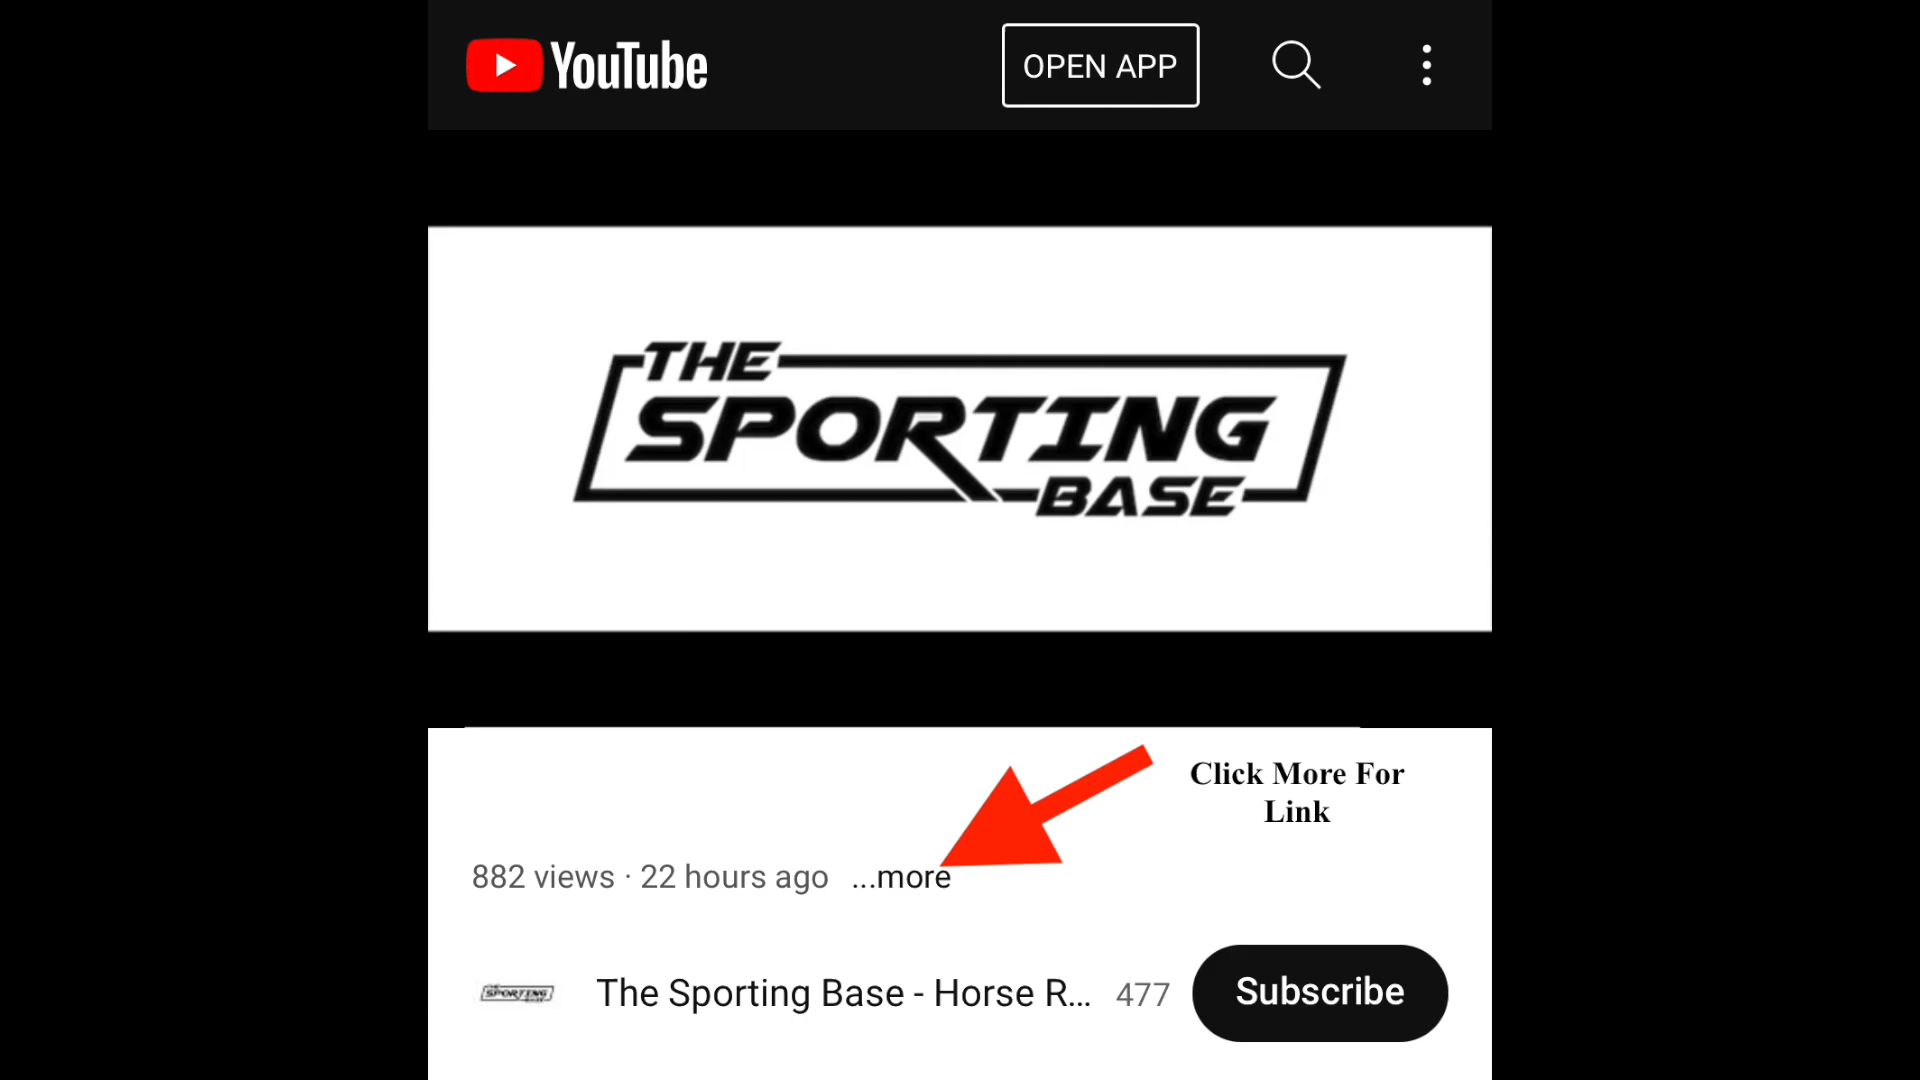 YouTube
OPEN APP
THE
SPORTING
BASE
Click More For
Link
882 views · 22 hours ago ...more
The Sporting Base - Horse R... 477 Subscribe